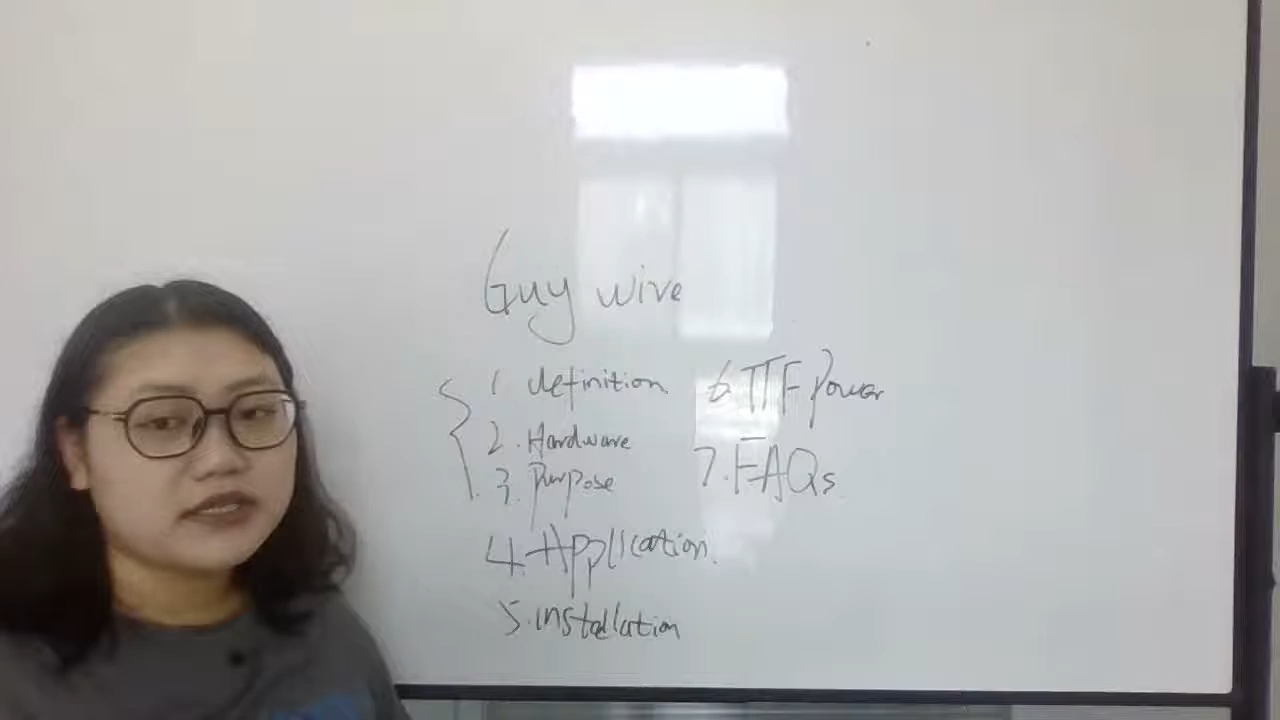 Guy wire
1. definition
2. Hardware
3. Purpose
4. Application.
5. installation
6. TTF Power
7. FAQs